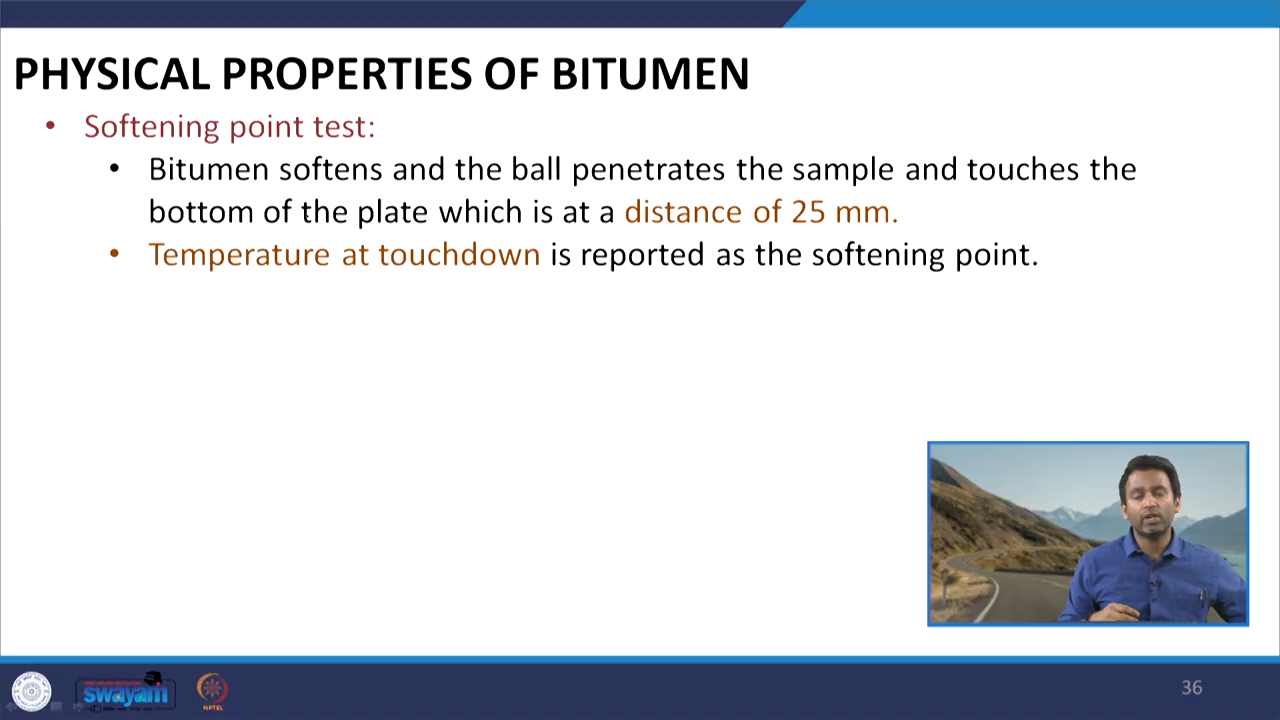 PHYSICAL PROPERTIES OF BITUMEN
• Softening point test:
• Bitumen softens and the ball penetrates the sample and touches the
bottom of the plate which is at a distance of 25 mm.
• Temperature at touchdown is reported as the softening point.
swayam
NPTEL
36